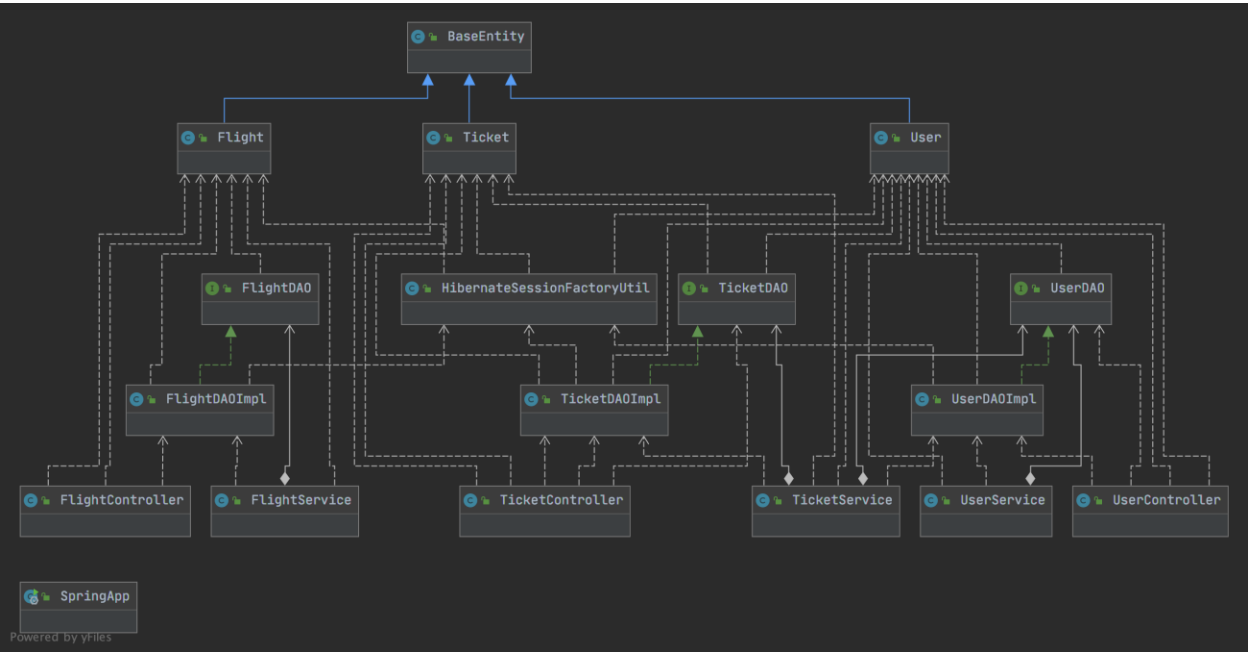 BaseEntity
Flight
Ticket
User
FlightDAO
HibernateSessionFactoryUtil
TicketDAO
UserDAO
FlightDAOImpl
TicketDAOImpl
UserDAOImpl
FlightController
FlightService
TicketController
TicketService
UserService
UserController
SpringApp
Powered by yFiles